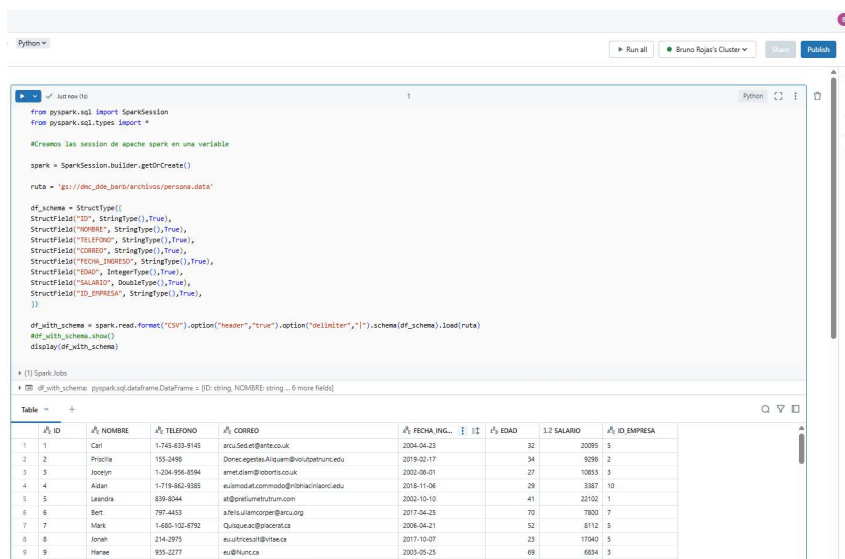 Python
Run all
Bruno Rojas's Cluster
Share
Publish
Just now (1s)
1
Python
from pyspark.sql import SparkSession
from pyspark.sql.types import *
#Creamos las session de apache spark en una variable
spark = SparkSession.builder.getOrCreate()
ruta = 'gs://dmc_dde_barb/archivos/persona.data'
df_schema = StructType([
StructField("ID", StringType(),True),
StructField("NOMBRE", StringType(),True),
StructField("TELEFONO", StringType(),True),
StructField("CORREO", StringType(),True),
StructField("FECHA_INGRESO", StringType(),True),
StructField("EDAD", IntegerType(),True),
StructField("SALARIO", DoubleType(),True),
StructField("ID_EMPRESA", StringType(),True),
])
df_with_schema = spark.read.format("CSV").option("header","true").option("delimiter","|").schema(df_schema).load(ruta)
#df_with_schema.show()
display(df_with_schema)
(1) Spark Jobs
df_with_schema: pyspark.sql.dataframe.DataFrame = [ID: string, NOMBRE: string ... 6 more fields]
Table +
ID NOMBRE TELEFONO CORREO FECHA_ING... EDAD 1.2 SALARIO ID_EMPRESA
1 1 Carl 1-745-633-9145 arcu.Sed.et@ante.co.uk 2004-04-23 32 20095 5
2 2 Priscilla 155-2498 Donec.egestas.Aliquam@volutpatnunc.edu 2019-02-17 34 9298 2
3 3 Jocelyn 1-204-956-8594 amet.diam@lobortis.co.uk 2002-08-01 27 10853 3
4 4 Aidan 1-719-862-9385 euismod.et.commodo@nibhlaciniaorci.edu 2018-11-06 29 3387 10
5 5 Leandra 839-8044 at@pretiumetrutrum.com 2002-10-10 41 22102 1
6 6 Bert 797-4453 a.felis.ullamcorper@arcu.org 2017-04-25 70 7800 7
7 7 Mark 1-680-102-6792 Quisque.ac@placerat.ca 2006-04-21 52 8112 5
8 8 Jonah 214-2975 eu.ultrices.sit@vitae.ca 2017-10-07 23 17040 5
9 9 Hanae 935-2277 eu@Nunc.ca 2003-05-25 69 6834 3